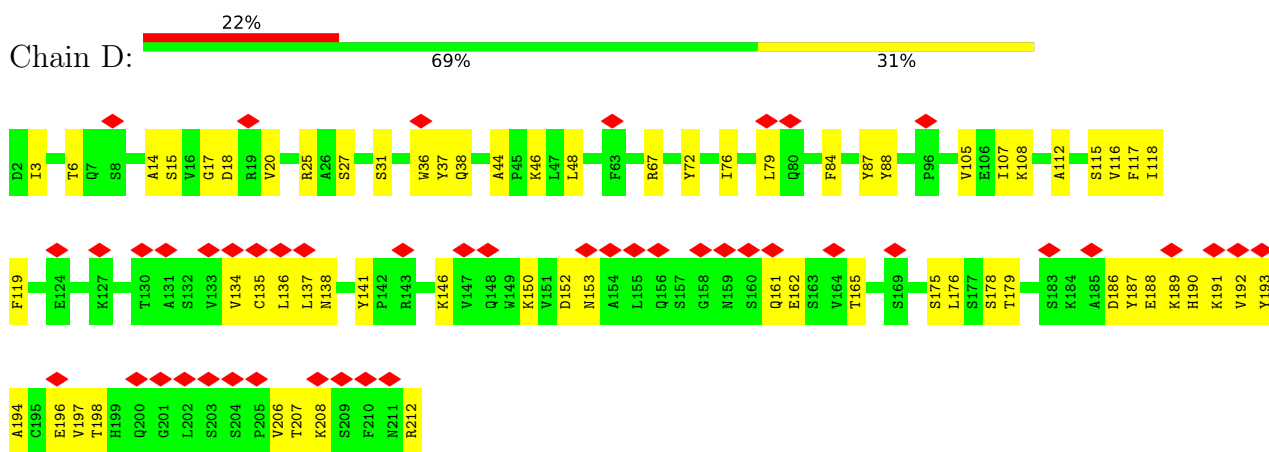 22%
Chain D:
69% 31%
D2 I3 T6 Q7 S8 A14 S15 V16 G17 D18 R19 V20 R25 A26 S27 S31 W36 Y37 Q38 A44 P45 K46 L47 L48 F63 R67 Y72 I76 L79 Q80 F84 Y87 Y88 P96 V105 E106 I107 K108 A112 S115 V116 F117 I118
F119 E124 K127 T130 A131 S132 V133 V134 C135 L136 L137 N138 Y141 P142 R143 K146 V147 Q148 W149 K150 V151 D152 N153 A154 L155 Q156 S157 G158 N159 S160 Q161 E162 S163 V164 T165 S169 S175 L176 S177 S178 T179 S183 K184 A185 D186 Y187 E188 K189 H190 K191 V192 Y193
A194 C195 E196 V197 T198 H199 Q200 G201 L202 S203 S204 P205 V206 T207 K208 S209 F210 N211 R212